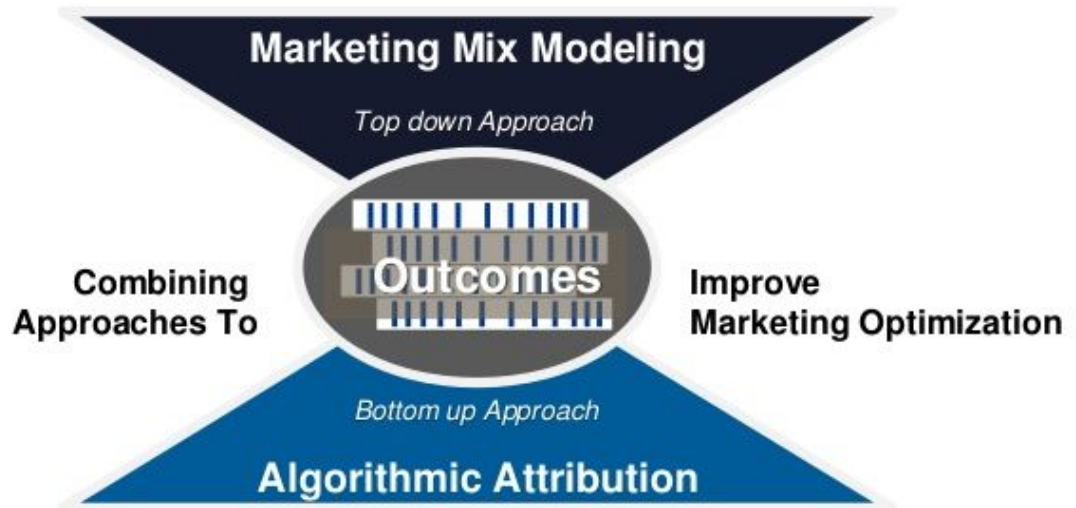 Marketing Mix Modeling
Top down Approach
Combining
Approaches To
Outcomes
Improve
Marketing Optimization
Bottom up Approach
Algorithmic Attribution